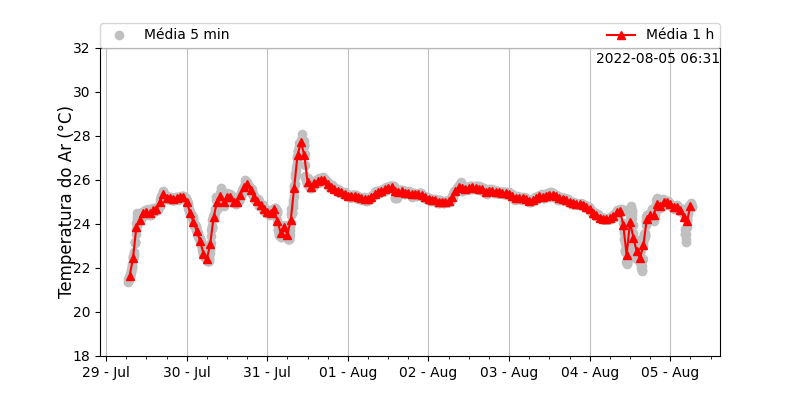 Média 5 min
Média 1 h
2022-08-05 06:31
Temperatura do Ar (°C)
32
30
28
26
24
22
20
18
29 - Jul
30 - Jul
31 - Jul
01 - Aug
02 - Aug
03 - Aug
04 - Aug
05 - Aug